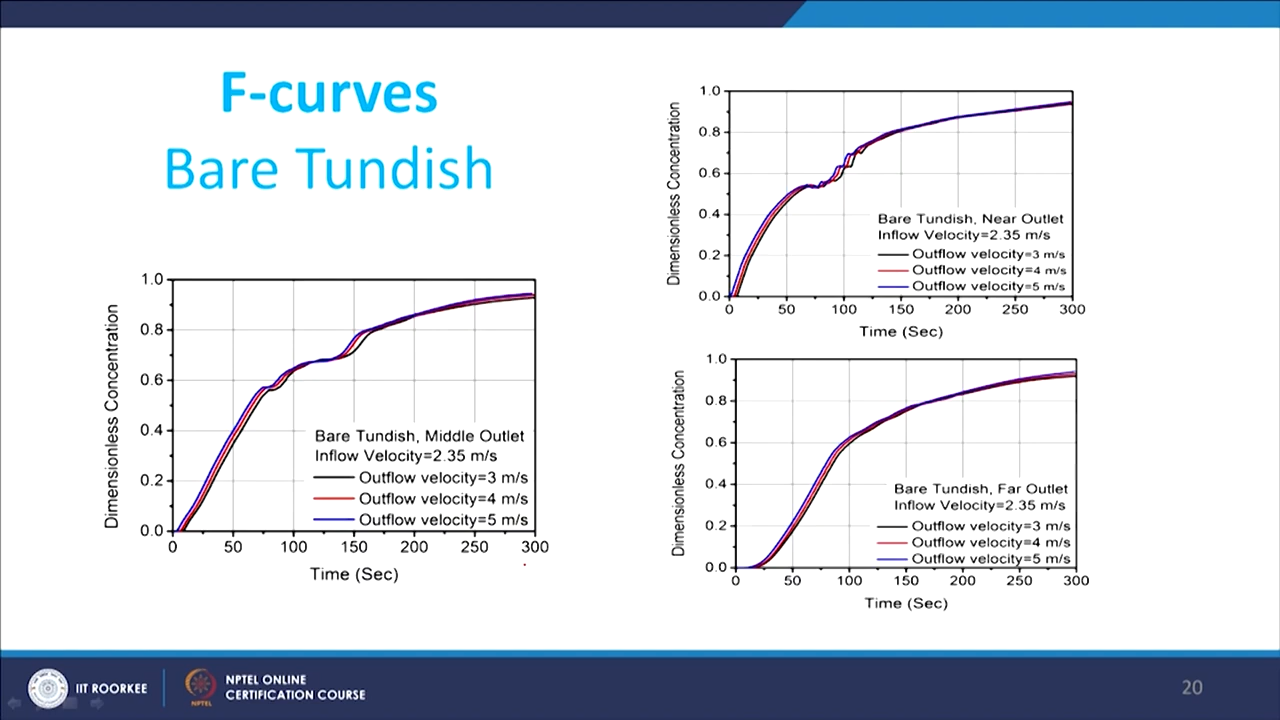 F-curves
Bare Tundish
Dimensionless Concentration
1.0
0.8
0.6
0.4
0.2
0.0
Bare Tundish, Middle Outlet
Inflow Velocity=2.35 m/s
Outflow velocity=3 m/s
Outflow velocity=4 m/s
Outflow velocity=5 m/s
0 50 100 150 200 250 300
Time (Sec)
Dimensionless Concentration
1.0
0.8
0.6
0.4
0.2
0.0
Bare Tundish, Near Outlet
Inflow Velocity=2.35 m/s
Outflow velocity=3 m/s
Outflow velocity=4 m/s
Outflow velocity=5 m/s
0 50 100 150 200 250 300
Time (Sec)
Dimensionless Concentration
1.0
0.8
0.6
0.4
0.2
0.0
Bare Tundish, Far Outlet
Inflow Velocity=2.35 m/s
Outflow velocity=3 m/s
Outflow velocity=4 m/s
Outflow velocity=5 m/s
0 50 100 150 200 250 300
Time (Sec)
IIT ROORKEE
NPTEL
NPTEL ONLINE
CERTIFICATION COURSE
20